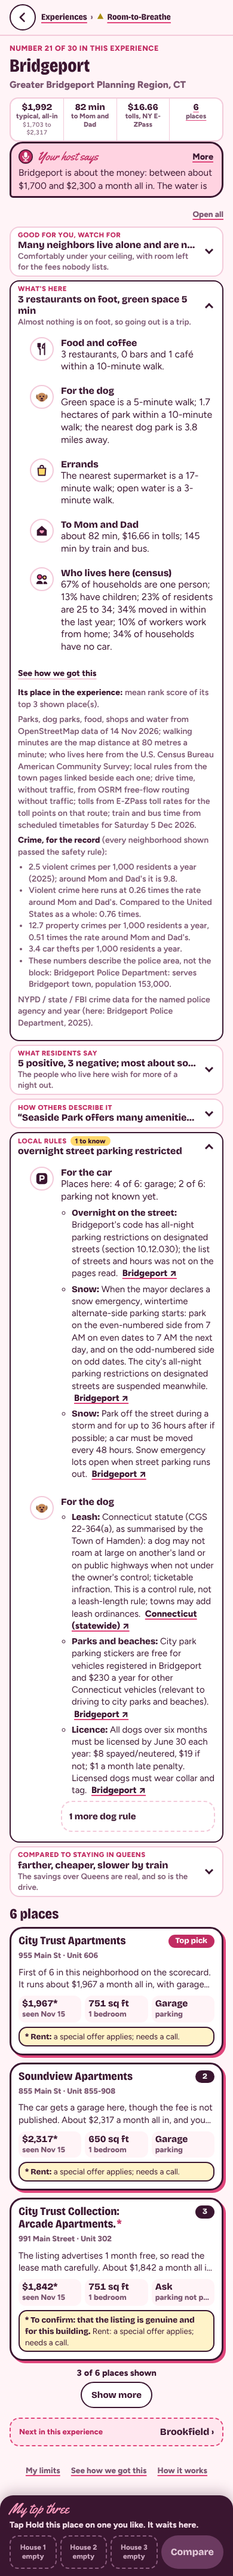 Experiences › ▲ Room-to-Breathe
NUMBER 21 OF 30 IN THIS EXPERIENCE
Bridgeport
Greater Bridgeport Planning Region, CT
$1,992
typical, all-in
$1,703 to
$2,317
82 min
to Mom and
Dad
$16.66
tolls, NY E-
ZPass
6
places
Your host says
More
Bridgeport is about the money: between about
$1,700 and $2,300 a month all in. The water is
Open all
GOOD FOR YOU, WATCH FOR
Many neighbors live alone and are n...
Comfortably under your ceiling, with room left
for the fees nobody lists.
WHAT'S HERE
3 restaurants on foot, green space 5
min
Almost nothing is on foot, so going out is a trip.
Food and coffee
3 restaurants, 0 bars and 1 café
within a 10-minute walk.
For the dog
Green space is a 5-minute walk; 1.7
hectares of park within a 10-minute
walk; the nearest dog park is 3.8
miles away.
Errands
The nearest supermarket is a 17-
minute walk; open water is a 3-
minute walk.
To Mom and Dad
about 82 min, $16.66 in tolls; 145
min by train and bus.
Who lives here (census)
67% of households are one person;
13% have children; 23% of residents
are 25 to 34; 34% moved in within
the last year; 10% of workers work
from home; 34% of households
have no car.
See how we got this
Its place in the experience: mean rank score of its
top 3 shown place(s).
Parks, dog parks, food, shops and water from
OpenStreetMap data of 14 Nov 2026; walking
minutes are the map distance at 80 metres a
minute; who lives here from the U.S. Census Bureau
American Community Survey; local rules from the
town pages linked beside each one; drive time,
without traffic, from OSRM free-flow routing
without traffic; tolls from E-ZPass toll rates for the
toll points on that route; train and bus time from
scheduled timetables for Saturday 5 Dec 2026.
Crime, for the record (every neighborhood shown
passed the safety rule):
• 2.5 violent crimes per 1,000 residents a year
(2025); around Mom and Dad's it is 9.8.
• Violent crime here runs at 0.26 times the rate
around Mom and Dad's. Compared to the United
States as a whole: 0.76 times.
• 12.7 property crimes per 1,000 residents a year,
0.51 times the rate around Mom and Dad's.
• 3.4 car thefts per 1,000 residents a year.
• These numbers describe the police area, not the
block: Bridgeport Police Department: serves
Bridgeport town, population 153,000.
NYPD / state / FBI crime data for the named police
agency and year (here: Bridgeport Police
Department, 2025).
WHAT RESIDENTS SAY
5 positive, 3 negative; most about so...
The people who live here wish for more of a
night out.
HOW OTHERS DESCRIBE IT
"Seaside Park offers many amenitie...
LOCAL RULES 1 to know
overnight street parking restricted
For the car
Places here: 4 of 6: garage; 2 of 6:
parking not known yet.
Overnight on the street:
Bridgeport's code has all-night
parking restrictions on designated
streets (section 10.12.030); the list
of streets and hours was not on the
pages read. Bridgeport ↗
Snow: When the mayor declares a
snow emergency, wintertime
alternate-side parking starts: park
on the even-numbered side from 7
AM on even dates to 7 AM the next
day, and on the odd-numbered side
on odd dates. The city's all-night
parking restrictions on designated
streets are suspended meanwhile.
Bridgeport ↗
Snow: Park off the street during a
storm and for up to 36 hours after if
possible; a car must be moved
every 48 hours. Snow emergency
lots open when street parking runs
out. Bridgeport ↗
For the dog
Leash: Connecticut statute (CGS
22-364(a), as summarised by the
Town of Hamden): a dog may not
roam at large on another's land or
on public highways when not under
the owner's control; ticketable
infraction. This is a control rule, not
a leash-length rule; towns may add
leash ordinances. Connecticut
(statewide) ↗
Parks and beaches: City park
parking stickers are free for
vehicles registered in Bridgeport
and $230 a year for other
Connecticut vehicles (relevant to
driving to city parks and beaches).
Bridgeport ↗
Licence: All dogs over six months
must be licensed by June 30 each
year: $8 spayed/neutered, $19 if
not; $1 a month late penalty.
Licensed dogs must wear collar and
tag. Bridgeport ↗
1 more dog rule
COMPARED TO STAYING IN QUEENS
farther, cheaper, slower by train
The savings over Queens are real, and so is the
drive.
6 places
City Trust Apartments
Top pick
955 Main St · Unit 606
First of 6 in this neighborhood on the scorecard.
It runs about $1,967 a month all in, with garage...
$1,967*
seen Nov 15
751 sq ft
1 bedroom
Garage
parking
* Rent: a special offer applies; needs a call.
Soundview Apartments
2
855 Main St · Unit 855-908
The car gets a garage here, though the fee is not
published. About $2,317 a month all in, and you...
$2,317*
seen Nov 15
650 sq ft
1 bedroom
Garage
parking
* Rent: a special offer applies; needs a call.
City Trust Collection:
Arcade Apartments.*
3
991 Main Street · Unit 302
The listing advertises 1 month free, so read the
lease math carefully. About $1,842 a month all i...
$1,842*
seen Nov 15
751 sq ft
1 bedroom
Ask
parking not p...
* To confirm: that the listing is genuine and
for this building. Rent: a special offer applies;
needs a call.
3 of 6 places shown
Show more
Next in this experience
Brookfield ›
My limits See how we got this How it works
My top three
Tap Hold this place on one you like. It waits here.
House 1
empty
House 2
empty
House 3
empty
Compare